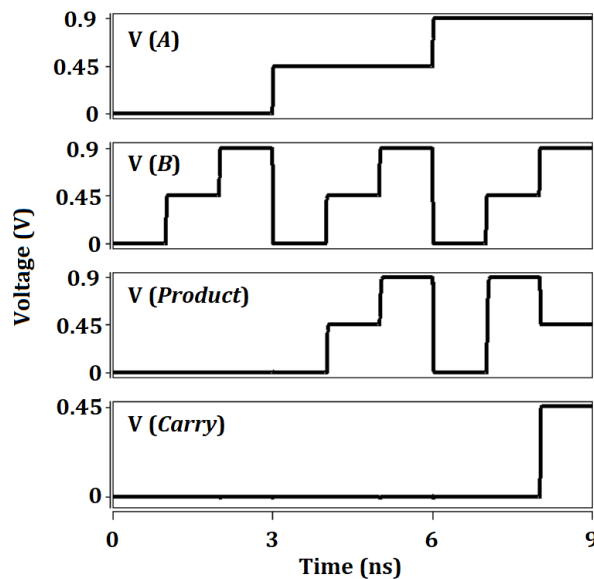 0.9
V (A)
0.45
0
0.9
V (B)
0.45
0
Voltage (V)
0.9
V (Product)
0.45
0
0.45
V (Carry)
0
0 3 6 9
Time (ns)